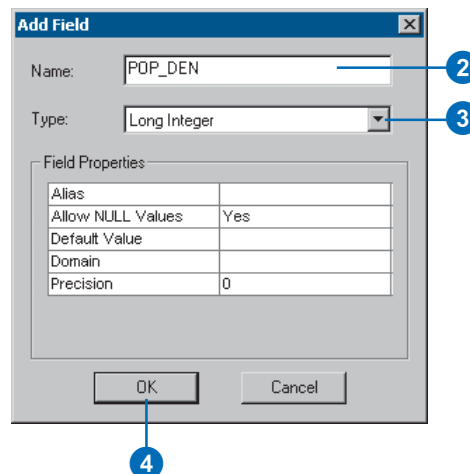 Add Field
Name: POP_DEN 2
Type: Long Integer 3
Field Properties
Alias
Allow NULL Values Yes
Default Value
Domain
Precision 0
OK Cancel
4